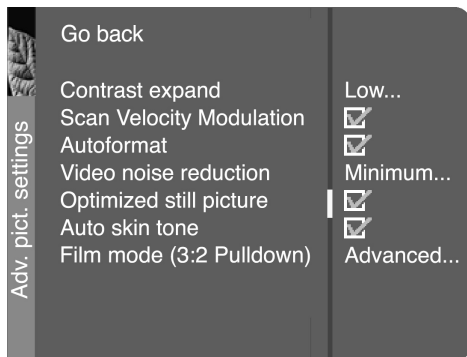 Adv. pict. settings
Go back
Contrast expand Low...
Scan Velocity Modulation
Autoformat
Video noise reduction Minimum...
Optimized still picture
Auto skin tone
Film mode (3:2 Pulldown) Advanced...